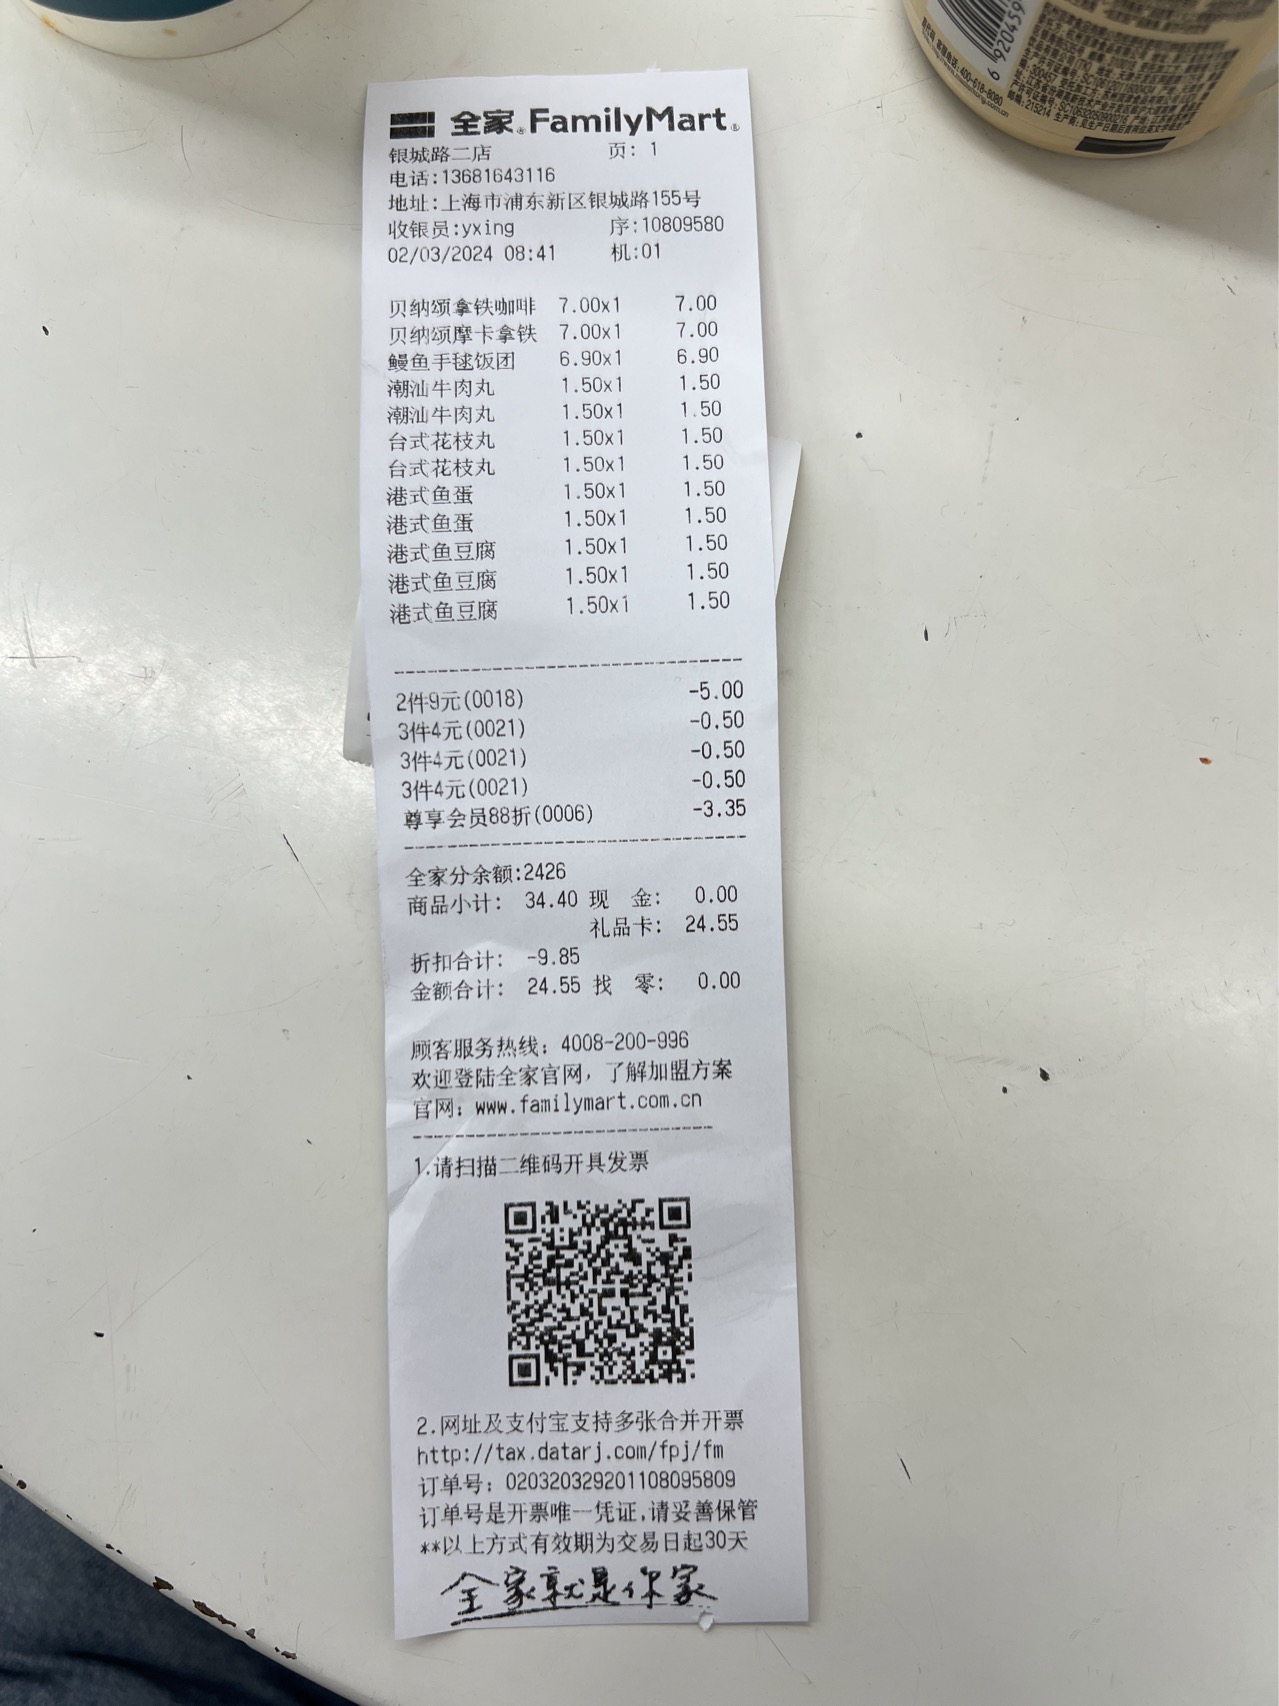 全家 FamilyMart
银城路二店 页: 1
电话:13681643116
地址:上海市浦东新区银城路155号
收银员:yxing 序:10809580
02/03/2024 08:41 机:01
贝纳颂拿铁咖啡 7.00x1 7.00
贝纳颂摩卡拿铁 7.00x1 7.00
鳗鱼手毬饭团 6.90x1 6.90
潮汕牛肉丸 1.50x1 1.50
潮汕牛肉丸 1.50x1 1.50
台式花枝丸 1.50x1 1.50
台式花枝丸 1.50x1 1.50
港式鱼蛋 1.50x1 1.50
港式鱼蛋 1.50x1 1.50
港式鱼豆腐 1.50x1 1.50
港式鱼豆腐 1.50x1 1.50
港式鱼豆腐 1.50x1 1.50
2件9元(0018) -5.00
3件4元(0021) -0.50
3件4元(0021) -0.50
3件4元(0021) -0.50
尊享会员88折(0006) -3.35
全家分余额:2426
商品小计: 34.40 现 金: 0.00
礼品卡: 24.55
折扣合计: -9.85
金额合计: 24.55 找 零: 0.00
顾客服务热线: 4008-200-996
欢迎登陆全家官网, 了解加盟方案
官网: www.familymart.com.cn
1.请扫描二维码开具发票
2.网址及支付宝支持多张合并开票
http://tax.datarj.com/fpj/fm
订单号: 0203203292011080958​09
订单号是开票唯一凭证,请妥善保管
**以上方式有效期为交易日起30天
全家就是你家